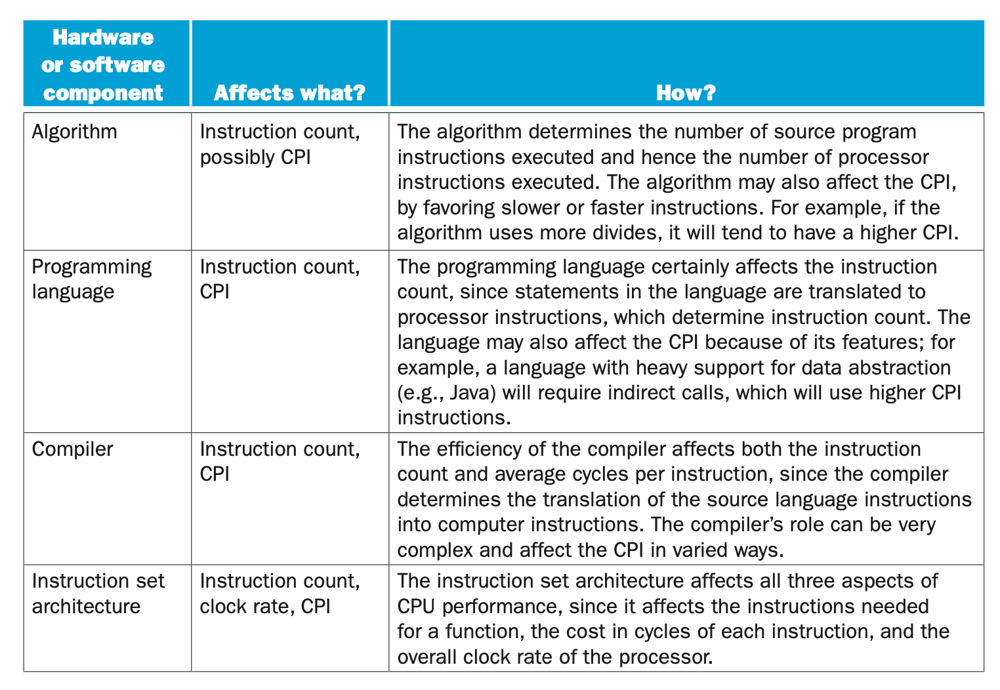 Hardware
or software
component
Affects what?
How?
Algorithm
Instruction count,
possibly CPI
The algorithm determines the number of source program
instructions executed and hence the number of processor
instructions executed. The algorithm may also affect the CPI,
by favoring slower or faster instructions. For example, if the
algorithm uses more divides, it will tend to have a higher CPI.
Programming
language
Instruction count,
CPI
The programming language certainly affects the instruction
count, since statements in the language are translated to
processor instructions, which determine instruction count. The
language may also affect the CPI because of its features; for
example, a language with heavy support for data abstraction
(e.g., Java) will require indirect calls, which will use higher CPI
instructions.
Compiler
Instruction count,
CPI
The efficiency of the compiler affects both the instruction
count and average cycles per instruction, since the compiler
determines the translation of the source language instructions
into computer instructions. The compiler’s role can be very
complex and affect the CPI in varied ways.
Instruction set
architecture
Instruction count,
clock rate, CPI
The instruction set architecture affects all three aspects of
CPU performance, since it affects the instructions needed
for a function, the cost in cycles of each instruction, and the
overall clock rate of the processor.